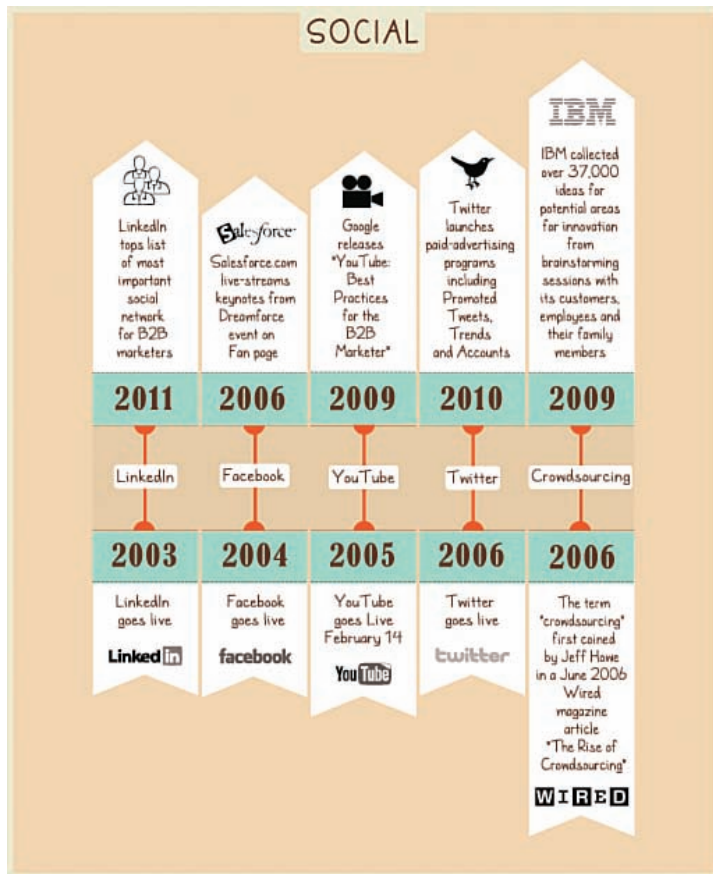 SOCIAL
LinkedIn
tops list
of most
important
social
network
for B2B
marketers
Salesforce
Salesforce.com
live-streams
keynotes from
Dreamforce
event on
Fan page
Google
releases
"YouTube:
Best
Practices
for the
B2B
Marketer"
Twitter
launches
paid-advertising
programs
including
Promoted
Tweets,
Trends
and Accounts
IBM
IBM collected
over 37,000
ideas for
potential areas
for innovation
from
brainstorming
sessions with
its customers,
employees and
their family
members
2011
2006
2009
2010
2009
LinkedIn
Facebook
YouTube
Twitter
Crowdsourcing
2003
2004
2005
2006
2006
LinkedIn
goes live
Linked in
Facebook
goes live
facebook
YouTube
goes Live
February 14
YouTube
Twitter
goes live
twitter
The term
"crowdsourcing"
first coined
by Jeff Howe
in a June 2006
Wired
magazine
article
"The Rise of
Crowdsourcing"
WIRED